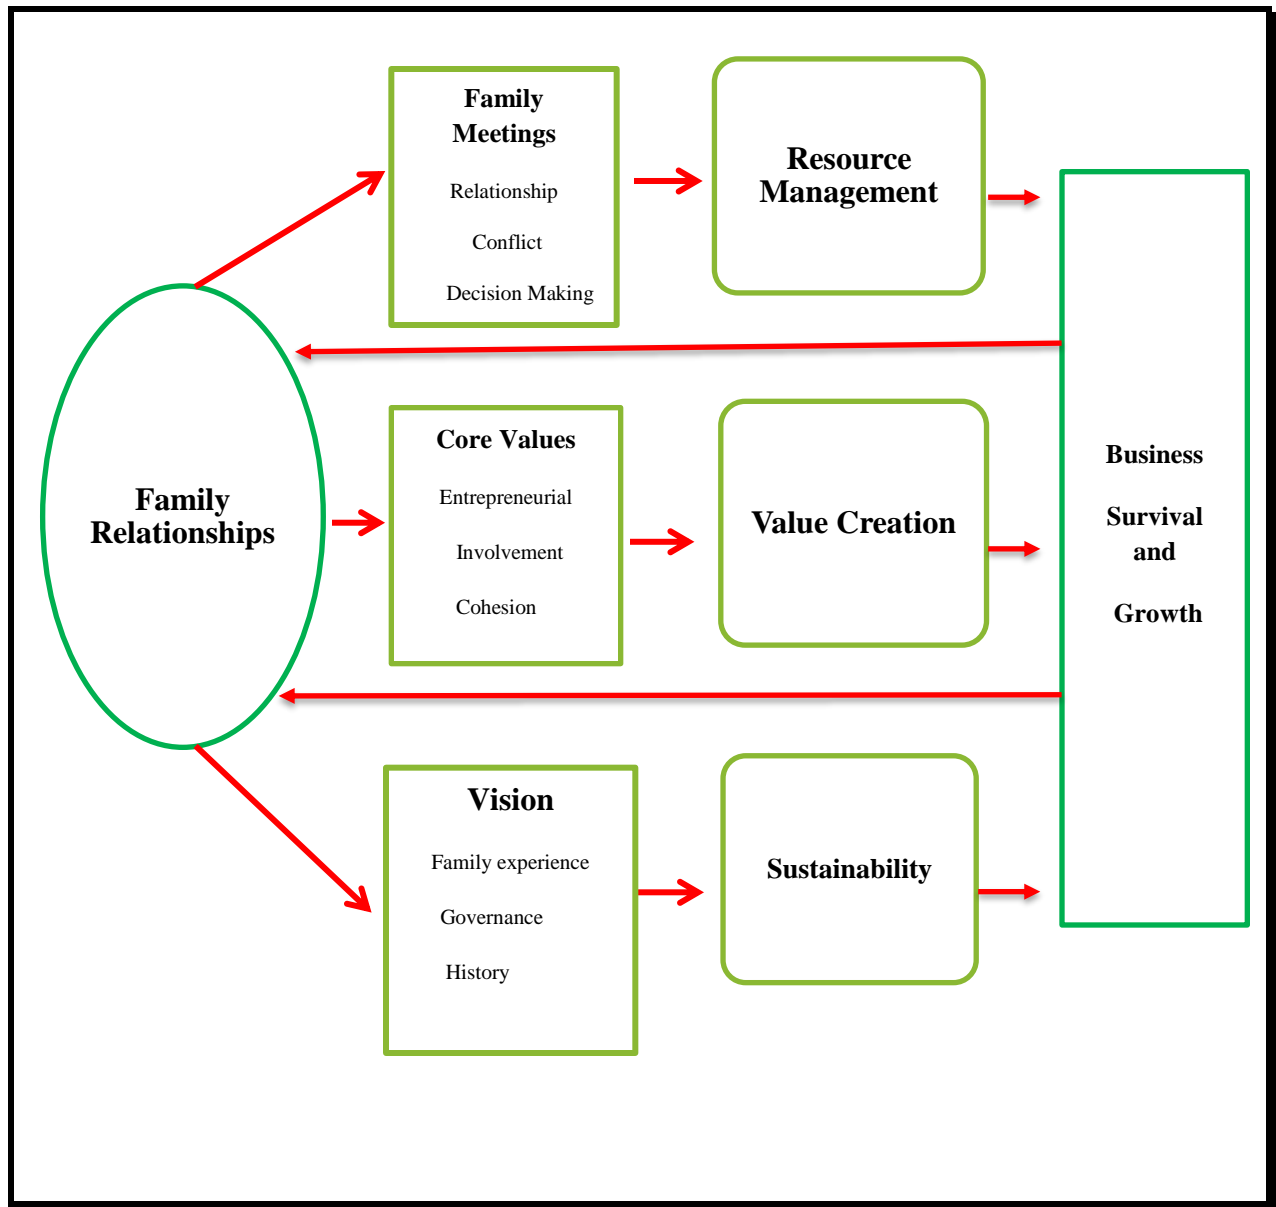 Family
Meetings
Relationship
Conflict
Decision Making
Resource
Management
Family
Relationships
Core Values
Entrepreneurial
Involvement
Cohesion
Value Creation
Business
Survival
and
Growth
Vision
Family experience
Governance
History
Sustainability